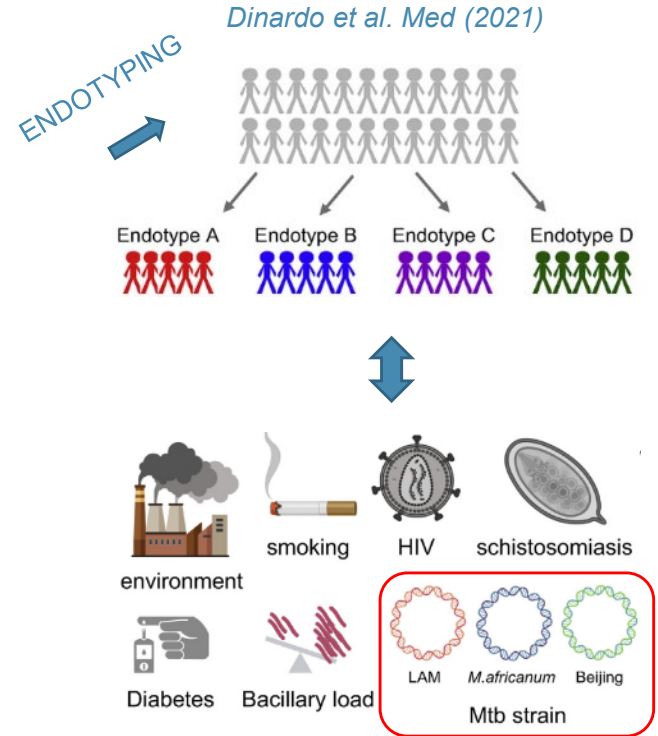 Dinardo et al. Med (2021)
ENDOTYPING
Endotype A Endotype B Endotype C Endotype D
smoking HIV schistosomiasis
environment
LAM M.africanum Beijing
Diabetes Bacillary load
Mtb strain